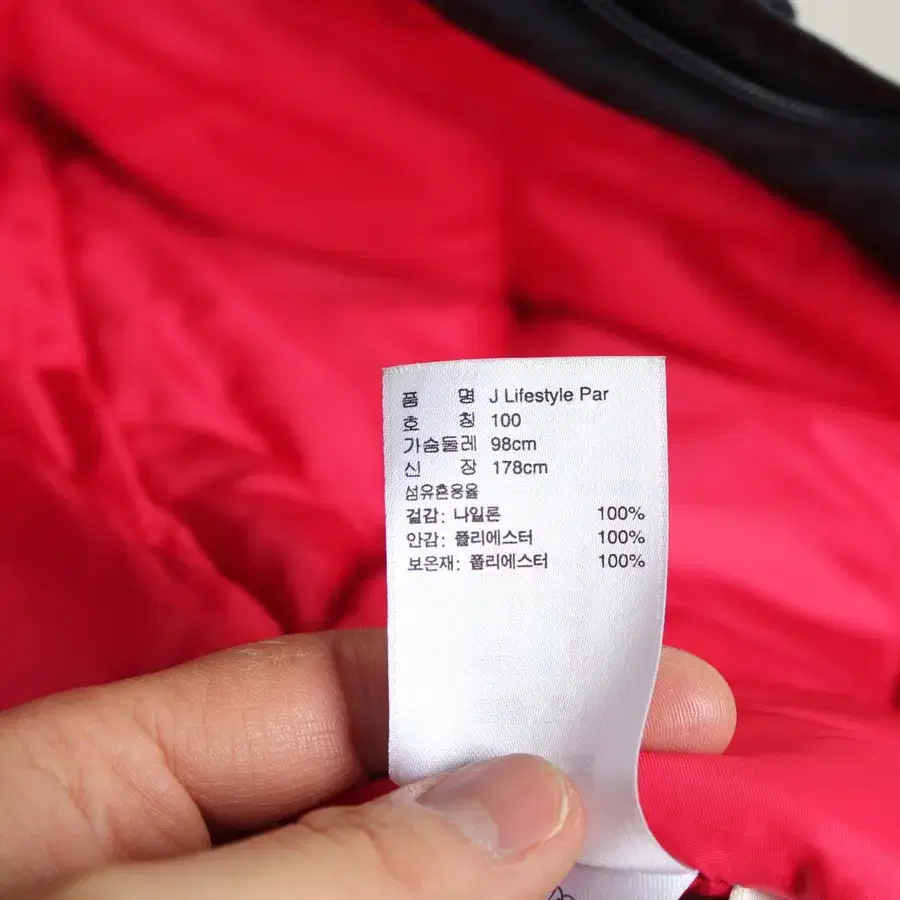 품 명 J Lifestyle Par
호 칭 100
가슴둘레 98cm
신 장 178cm
섬유혼용율
겉감: 나일론 100%
안감: 폴리에스터 100%
보온재: 폴리에스터 100%